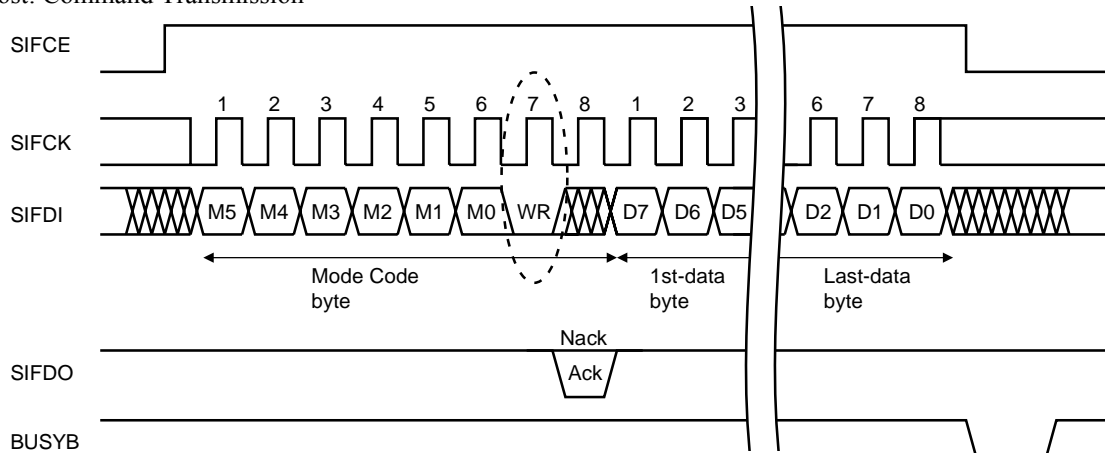 ost: Command Transmission
SIFCE
1 2 3 4 5 6 7 8 1 2 3 6 7 8
SIFCK
SIFDI M5 M4 M3 M2 M1 M0 WR D7 D6 D5 D2 D1 D0
Mode Code byte
1st-data byte
Last-data byte
Nack
SIFDO Ack
BUSYB